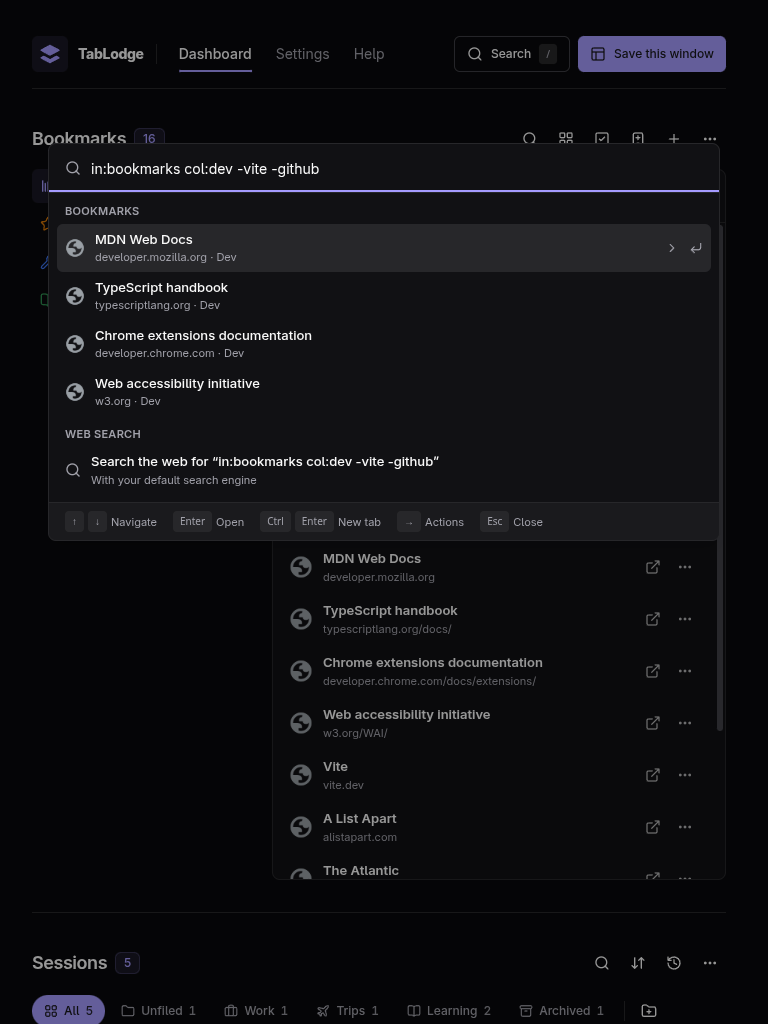 TabLodge
Dashboard
Settings
Help
Search /
Save this window
Bookmarks 16
in:bookmarks col:dev -vite -github
BOOKMARKS
MDN Web Docs
developer.mozilla.org · Dev
TypeScript handbook
typescriptlang.org · Dev
Chrome extensions documentation
developer.chrome.com · Dev
Web accessibility initiative
w3.org · Dev
WEB SEARCH
Search the web for “in:bookmarks col:dev -vite -github”
With your default search engine
↑ ↓ Navigate Enter Open Ctrl Enter New tab → Actions Esc Close
MDN Web Docs
developer.mozilla.org
TypeScript handbook
typescriptlang.org/docs/
Chrome extensions documentation
developer.chrome.com/docs/extensions/
Web accessibility initiative
w3.org/WAI/
Vite
vite.dev
A List Apart
alistapart.com
The Atlantic
Sessions 5
All 5 Unfiled 1 Work 1 Trips 1 Learning 2 Archived 1